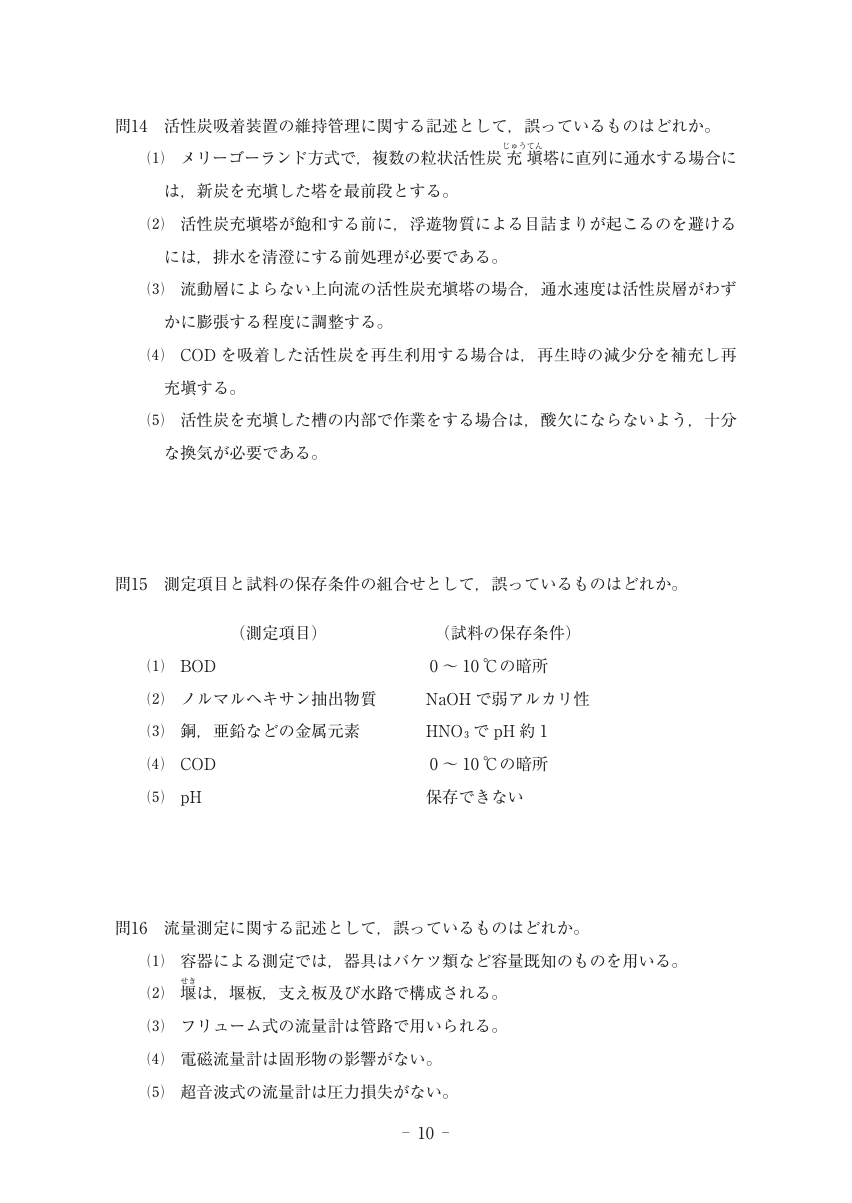 問14　活性炭吸着装置の維持管理に関する記述として，誤っているものはどれか。
⑴　メリーゴーランド方式で，複数の粒状活性炭充塡塔に直列に通水する場合に
じゅうてん
は，新炭を充塡した塔を最前段とする。
⑵　活性炭充塡塔が飽和する前に，浮遊物質による目詰まりが起こるのを避ける
には，排水を清澄にする前処理が必要である。
⑶　流動層によらない上向流の活性炭充塡塔の場合，通水速度は活性炭層がわず
かに膨張する程度に調整する。
⑷　COD を吸着した活性炭を再生利用する場合は，再生時の減少分を補充し再
充塡する。
⑸　活性炭を充塡した槽の内部で作業をする場合は，酸欠にならないよう，十分
な換気が必要である。
問15　測定項目と試料の保存条件の組合せとして，誤っているものはどれか。
（測定項目）　（試料の保存条件）
⑴　BOD　0 ～ 10 ℃の暗所
⑵　ノルマルヘキサン抽出物質　NaOH で弱アルカリ性
⑶　銅，亜鉛などの金属元素　HNO₃ で pH 約 1
⑷　COD　0 ～ 10 ℃の暗所
⑸　pH　保存できない
問16　流量測定に関する記述として，誤っているものはどれか。
⑴　容器による測定では，器具はバケツ類など容量既知のものを用いる。
せき
⑵　堰は，堰板，支え板及び水路で構成される。
⑶　フリューム式の流量計は管路で用いられる。
⑷　電磁流量計は固形物の影響がない。
⑸　超音波式の流量計は圧力損失がない。
－ 10 －